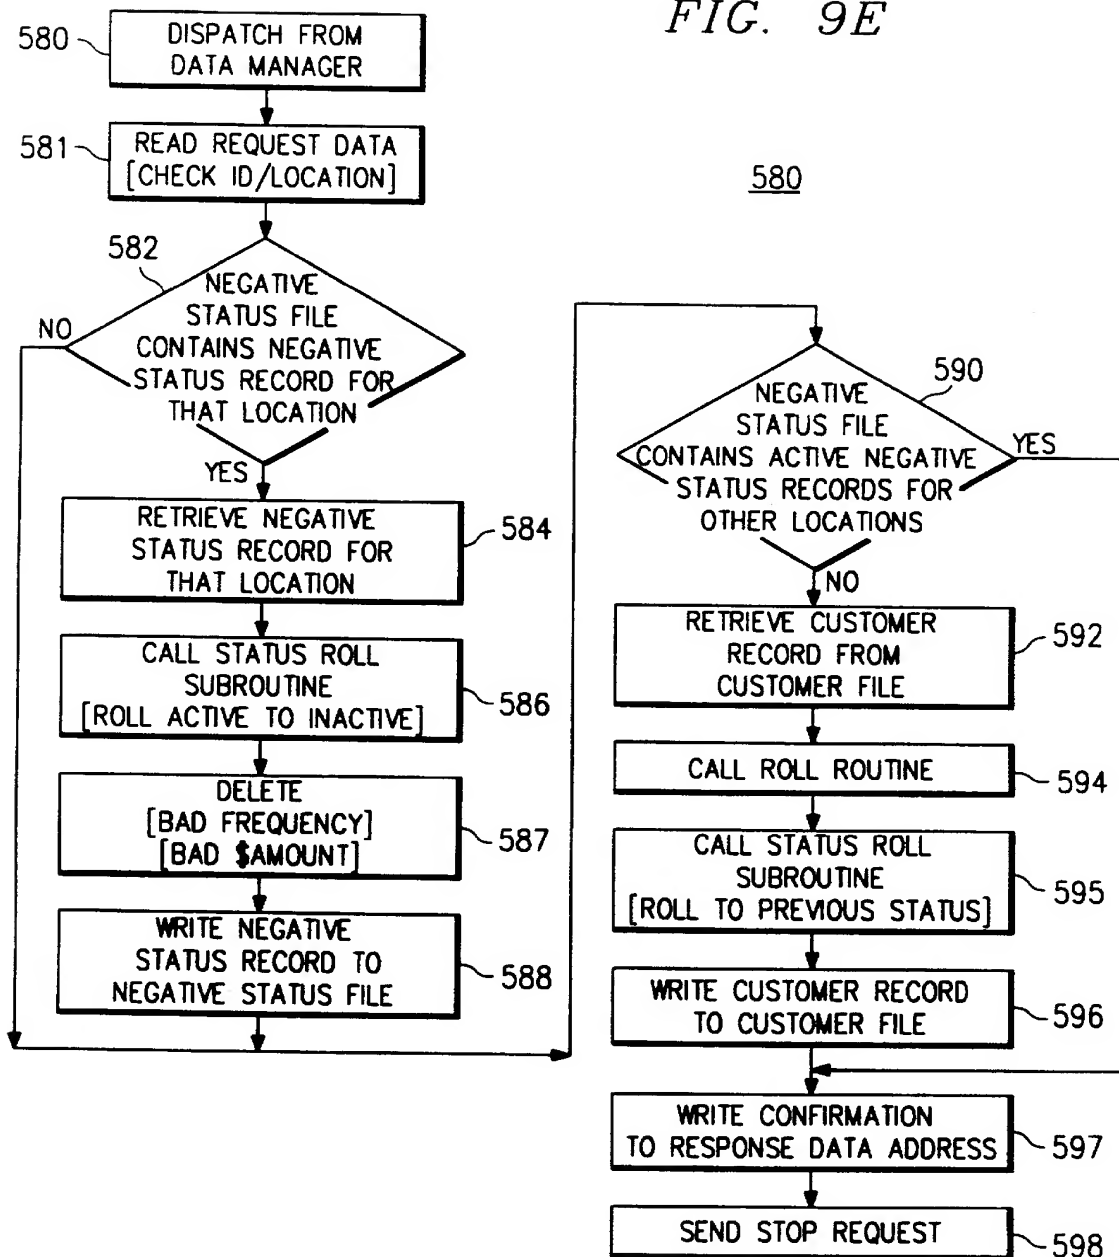 FIG. 9E
580
DISPATCH FROM
DATA MANAGER
581
READ REQUEST DATA
[CHECK ID/LOCATION]
580
582
NEGATIVE
STATUS FILE
CONTAINS NEGATIVE
STATUS RECORD FOR
THAT LOCATION
NO
YES
RETRIEVE NEGATIVE
STATUS RECORD FOR
THAT LOCATION
584
CALL STATUS ROLL
SUBROUTINE
[ROLL ACTIVE TO INACTIVE]
586
DELETE
[BAD FREQUENCY]
[BAD $AMOUNT]
587
WRITE NEGATIVE
STATUS RECORD TO
NEGATIVE STATUS FILE
588
590
NEGATIVE
STATUS FILE
CONTAINS ACTIVE NEGATIVE
STATUS RECORDS FOR
OTHER LOCATIONS
YES
NO
RETRIEVE CUSTOMER
RECORD FROM
CUSTOMER FILE
592
CALL ROLL ROUTINE
594
CALL STATUS ROLL
SUBROUTINE
[ROLL TO PREVIOUS STATUS]
595
WRITE CUSTOMER RECORD
TO CUSTOMER FILE
596
WRITE CONFIRMATION
TO RESPONSE DATA ADDRESS
597
SEND STOP REQUEST
598